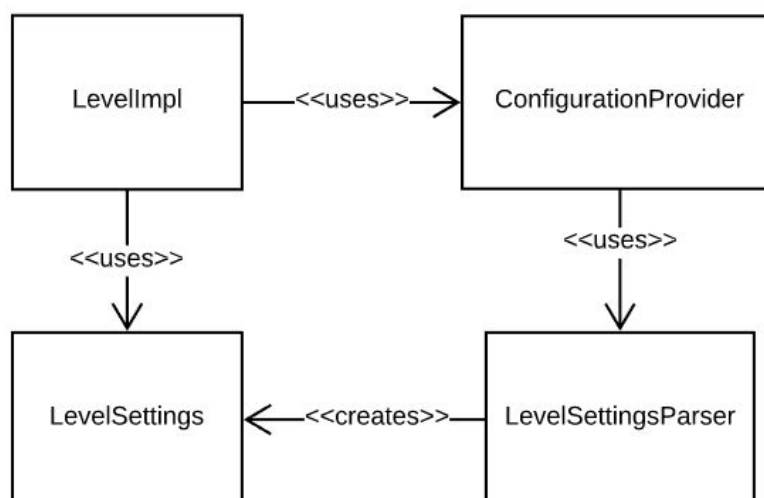 LevelImpl
<<uses>>
ConfigurationProvider
<<uses>>
<<uses>>
LevelSettings
<<creates>>
LevelSettingsParser